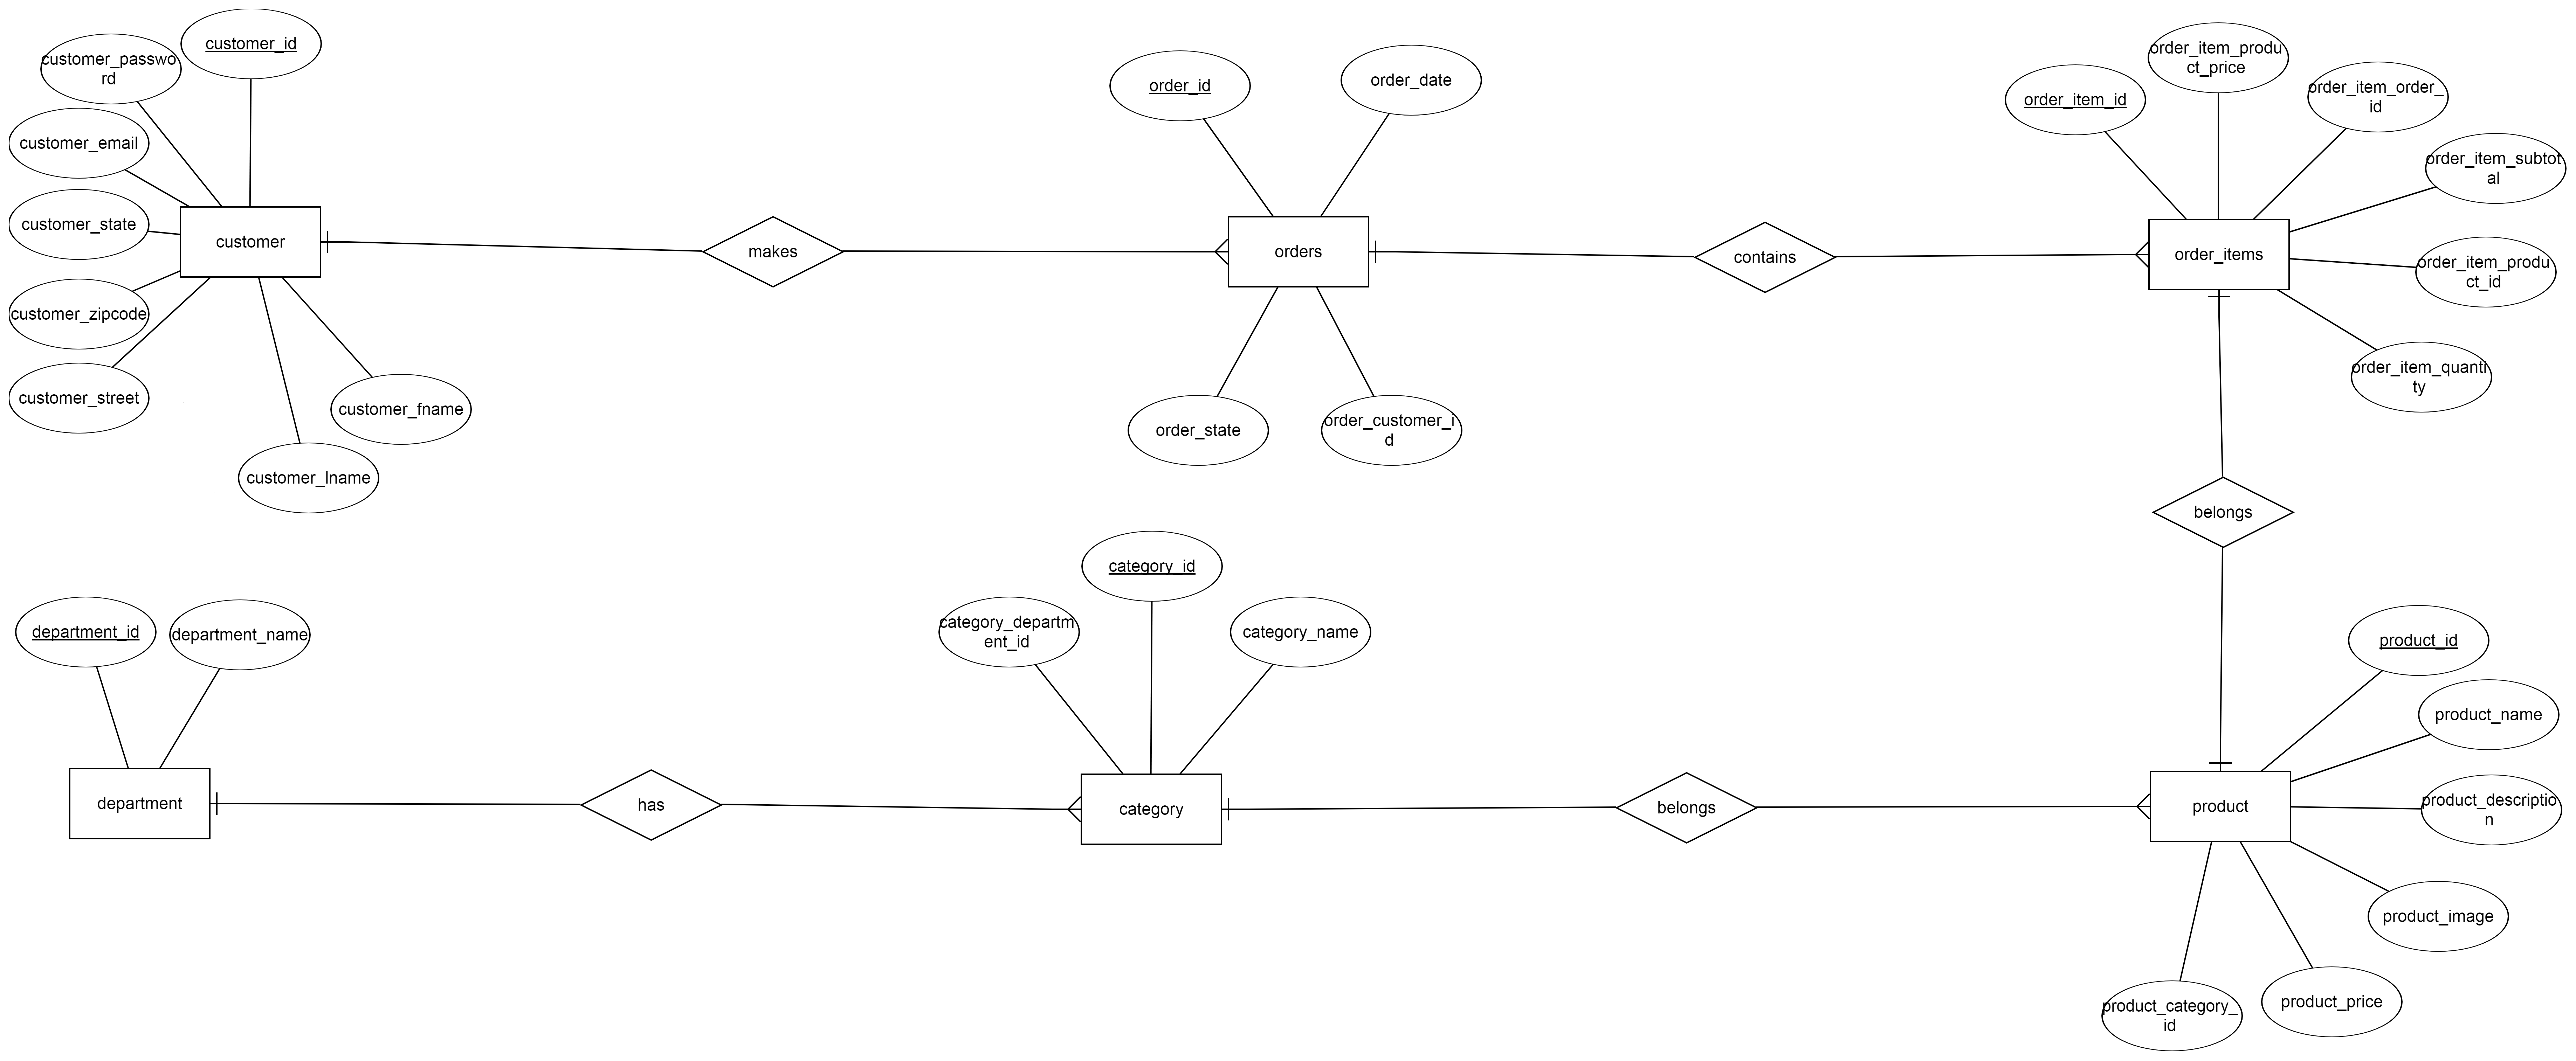 customer_id
customer_passwo
rd
customer_email
customer_state
customer_zipcode
customer_street
customer_lname
customer_fname
customer
makes
order_id
order_date
orders
order_state
order_customer_i
d
contains
order_item_id
order_item_produ
ct_price
order_item_order_
id
order_item_subtot
al
order_item_produ
ct_id
order_item_quanti
ty
order_items
belongs
department_id
department_name
department
has
category_departm
ent_id
category_id
category_name
category
belongs
product_id
product_name
product_descriptio
n
product_image
product_price
product_category_
id
product